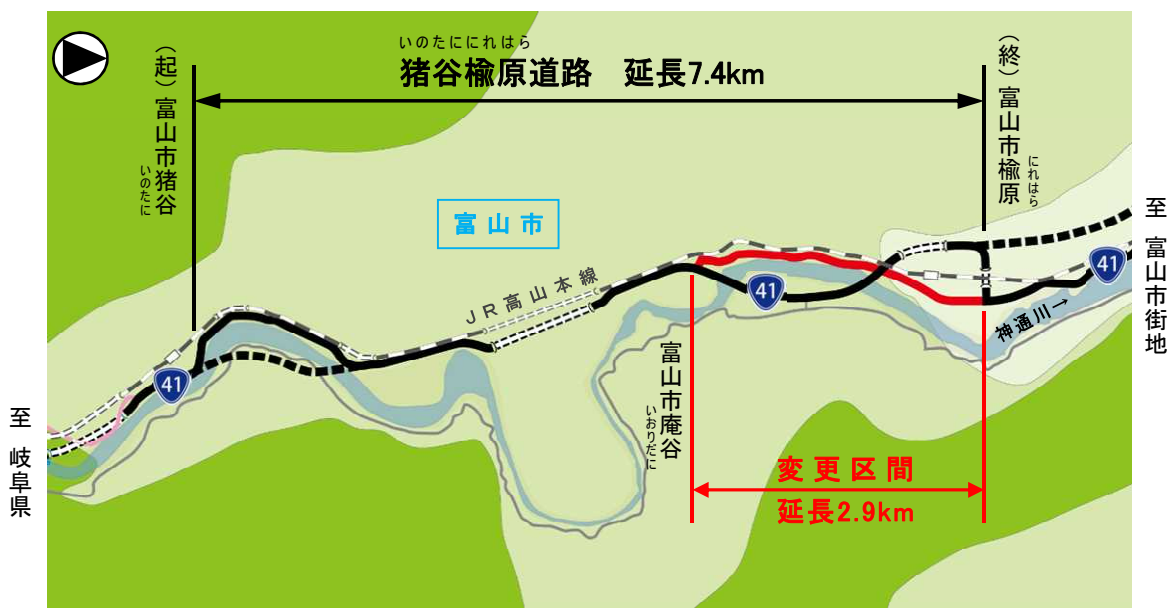 いのたににれはら
猪谷楡原道路　延長7.4km
（起）富山市猪谷
いのたに
（終）富山市楡原
にれはら
富山市
至 富山市街地
JR高山本線
41
41
41
神通川→
富山市庵谷
いおりだに
至 岐阜県
変更区間
延長2.9km